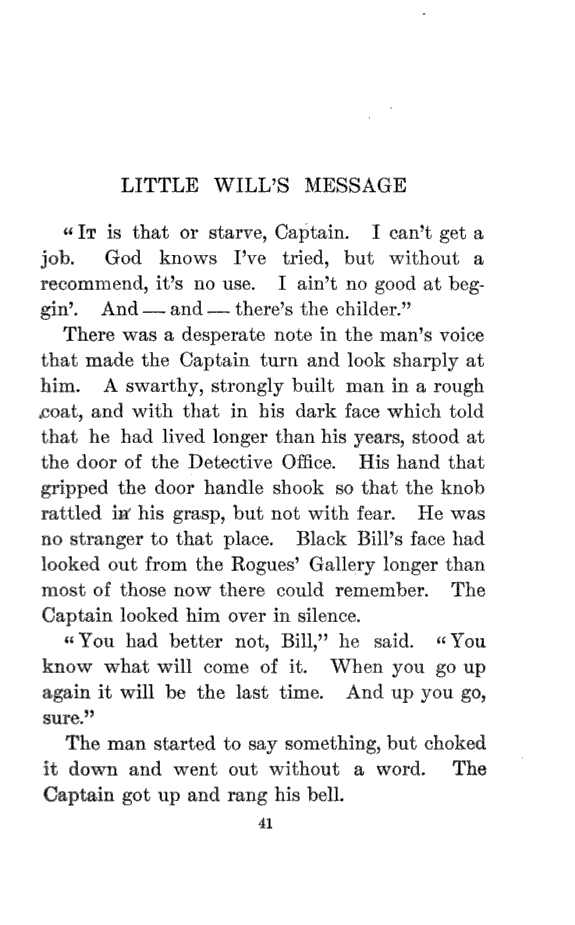 LITTLE WILL'S MESSAGE
“IT is that or starve, Captain. I can't get a
job. God knows I've tried, but without a
recommend, it's no use. I ain't no good at beg-
gin'. And — and — there's the childer.”
There was a desperate note in the man's voice
that made the Captain turn and look sharply at
him. A swarthy, strongly built man in a rough
coat, and with that in his dark face which told
that he had lived longer than his years, stood at
the door of the Detective Office. His hand that
gripped the door handle shook so that the knob
rattled in his grasp, but not with fear. He was
no stranger to that place. Black Bill's face had
looked out from the Rogues' Gallery longer than
most of those now there could remember. The
Captain looked him over in silence.
“You had better not, Bill,” he said. “You
know what will come of it. When you go up
again it will be the last time. And up you go,
sure.”
The man started to say something, but choked
it down and went out without a word. The
Captain got up and rang his bell.
41